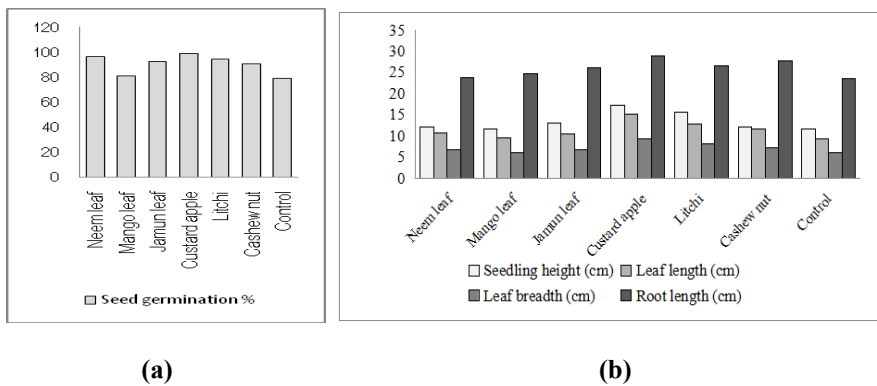 120
100
80
60
40
20
0
Neem leaf
Mango leaf
Jamun leaf
Custard apple
Litchi
Cashew nut
Control
Seed germination %
(a)
35
30
25
20
15
10
5
0
Neem leaf
Mango leaf
Jamun leaf
Custard apple
Litchi
Cashew nut
Control
Seedling height (cm) Leaf length (cm)
Leaf breadth (cm) Root length (cm)
(b)